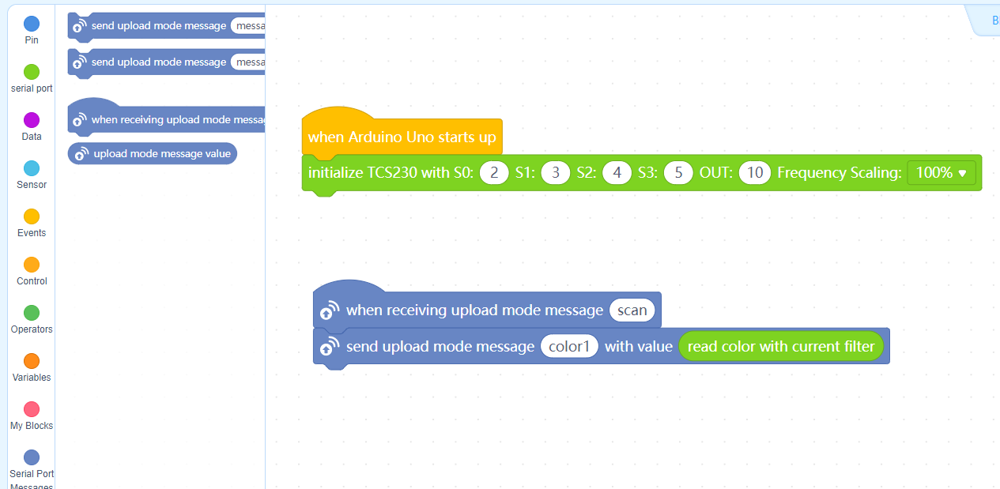 Pin
serial port
Data
Sensor
Events
Control
Operators
Variables
My Blocks
Serial Port
Messages
send upload mode message messa
send upload mode message messa
when receiving upload mode messag
upload mode message value
B
when Arduino Uno starts up
initialize TCS230 with S0: 2 S1: 3 S2: 4 S3: 5 OUT: 10 Frequency Scaling: 100%
when receiving upload mode message scan
send upload mode message color1 with value read color with current filter